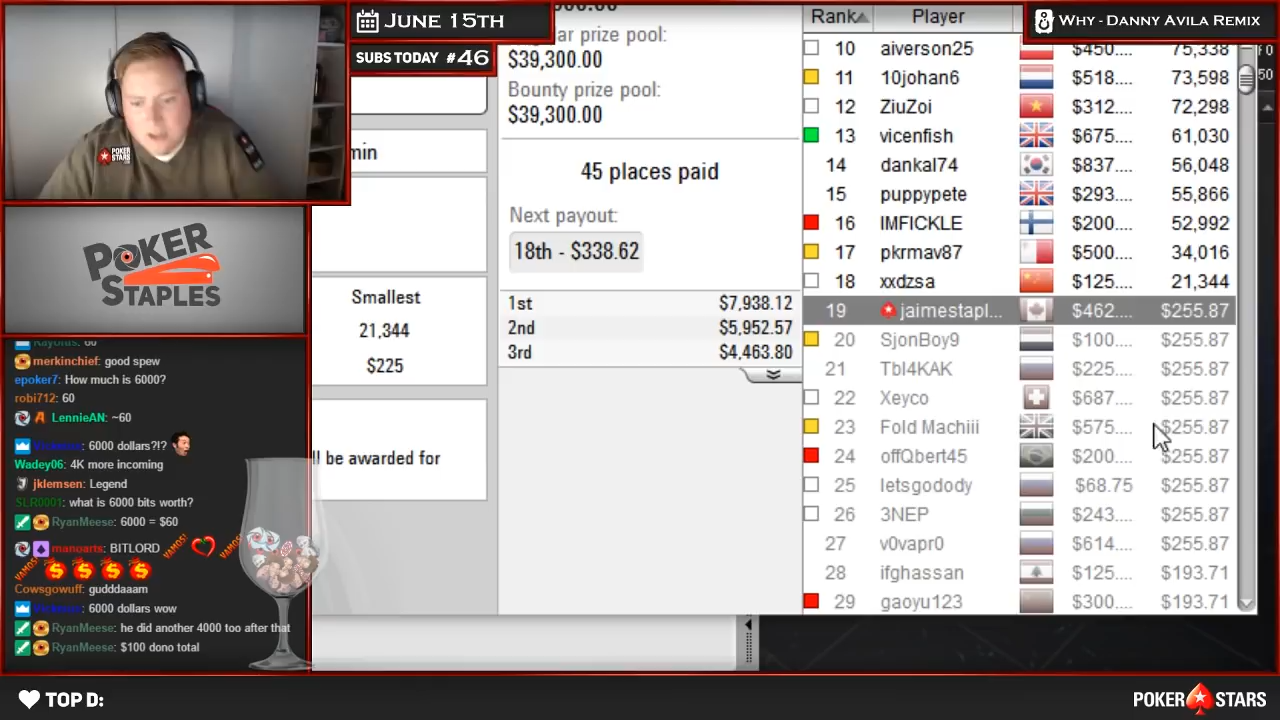 JUNE 15TH
SUBS TODAY #46
WHY - DANNY AVILA REMIX
POKER STARS
POKER
STAPLES
prize pool:
$39,300.00
Bounty prize pool:
$39,300.00
45 places paid
Next payout:
18th - $338.62
1st $7,938.12
2nd $5,952.57
3rd $4,463.80
min
Smallest
21,344
$225
ll be awarded for
Rank Player
10 aiverson25 $450.... 75,338
11 10johan6 $518.... 73,598
12 ZiuZoi $312.... 72,298
13 vicenfish $675.... 61,030
14 dankal74 $837.... 56,048
15 puppypete $293.... 55,866
16 IMFICKLE $200.... 52,992
17 pkrmav87 $500.... 34,016
18 xxdzsa $125.... 21,344
19 jaimestapl... $462.... $255.87
20 SjonBoy9 $100.... $255.87
21 Tbl4KAK $225.... $255.87
22 Xeyco $687.... $255.87
23 Fold Machiii $575.... $255.87
24 offQbert45 $200.... $255.87
25 letsgodody $68.75 $255.87
26 3NEP $243.... $255.87
27 v0vapr0 $614.... $255.87
28 ifghassan $125.... $193.71
29 gaoyu123 $300.... $193.71
50
merkinchief: good spew
epoker7: How much is 6000?
robi712: 60
LennieAN: ~60
6000 dollars?!?
Wadey06: 4K more incoming
jklemsen: Legend
SLR0001: what is 6000 bits worth?
RyanMeese: 6000 = $60
manoarts: BITLORD VAMOS! VAMOS!
VAMOS!
Cowsgowuff: gudddaaam
6000 dollars wow
RyanMeese: he did another 4000 too after that
RyanMeese: $100 dono total
TOP D:
POKER STARS